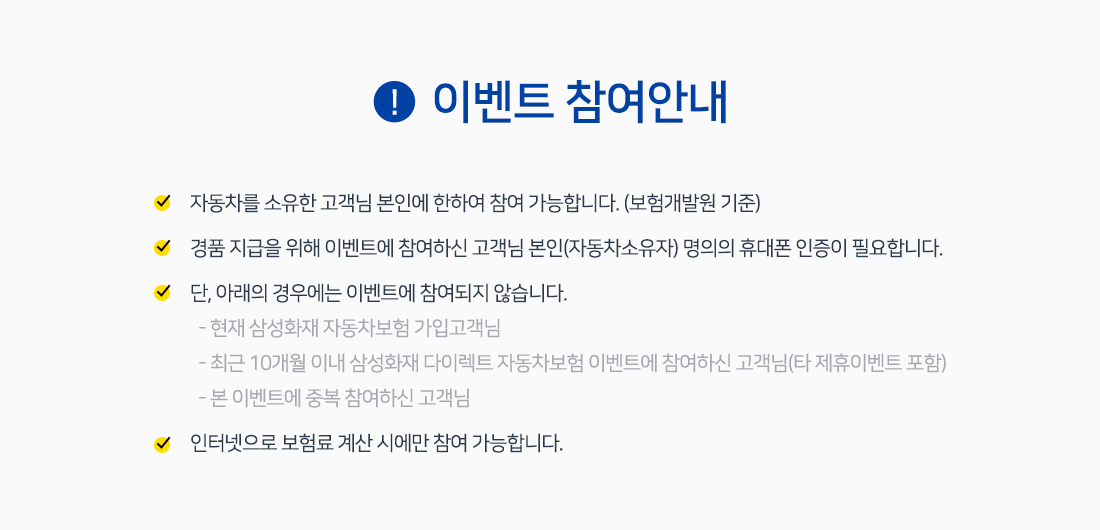 이벤트 참여안내
자동차를 소유한 고객님 본인에 한하여 참여 가능합니다. (보험개발원 기준)
경품 지급을 위해 이벤트에 참여하신 고객님 본인(자동차소유자) 명의의 휴대폰 인증이 필요합니다.
단, 아래의 경우에는 이벤트에 참여되지 않습니다.
- 현재 삼성화재 자동차보험 가입고객님
- 최근 10개월 이내 삼성화재 다이렉트 자동차보험 이벤트에 참여하신 고객님(타 제휴이벤트 포함)
- 본 이벤트에 중복 참여하신 고객님
인터넷으로 보험료 계산 시에만 참여 가능합니다.